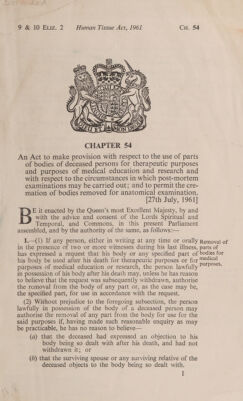 9 & 10 ELIZ. 2 Human Tissue Act, 1961 CH. 54
CHAPTER 54
An Act to make provision with respect to the use of parts
of bodies of deceased persons for therapeutic purposes
and purposes of medical education and research and
with respect to the circumstances in which post-mortem
examinations may be carried out; and to permit the cre-
mation of bodies removed for anatomical examination.
[27th July, 1961]
BE it enacted by the Queen's most Excellent Majesty, by and
with the advice and consent of the Lords Spiritual and
Temporal, and Commons, in this present Parliament
assembled, and by the authority of the same, as follows:—
1.—(1) If any person, either in writing at any time or orally
in the presence of two or more witnesses during his last illness,
has expressed a request that his body or any specified part of
his body be used after his death for therapeutic purposes or for
purposes of medical education or research, the person lawfully
in possession of his body after his death may, unless he has reason
to believe that the request was subsequently withdrawn, authorise
the removal from the body of any part or, as the case may be,
the specified part, for use in accordance with the request.
Removal of
parts of
bodies for
medical
purposes.
(2) Without prejudice to the foregoing subsection, the person
lawfully in possession of the body of a deceased person may
authorise the removal of any part from the body for use for the
said purposes if, having made such reasonable enquiry as may
be practicable, he has no reason to believe—
(a) that the deceased had expressed an objection to his
body being so dealt with after his death, and had not
withdrawn it; or
(b) that the surviving spouse or any surviving relative of the
deceased objects to the body being so dealt with.
1